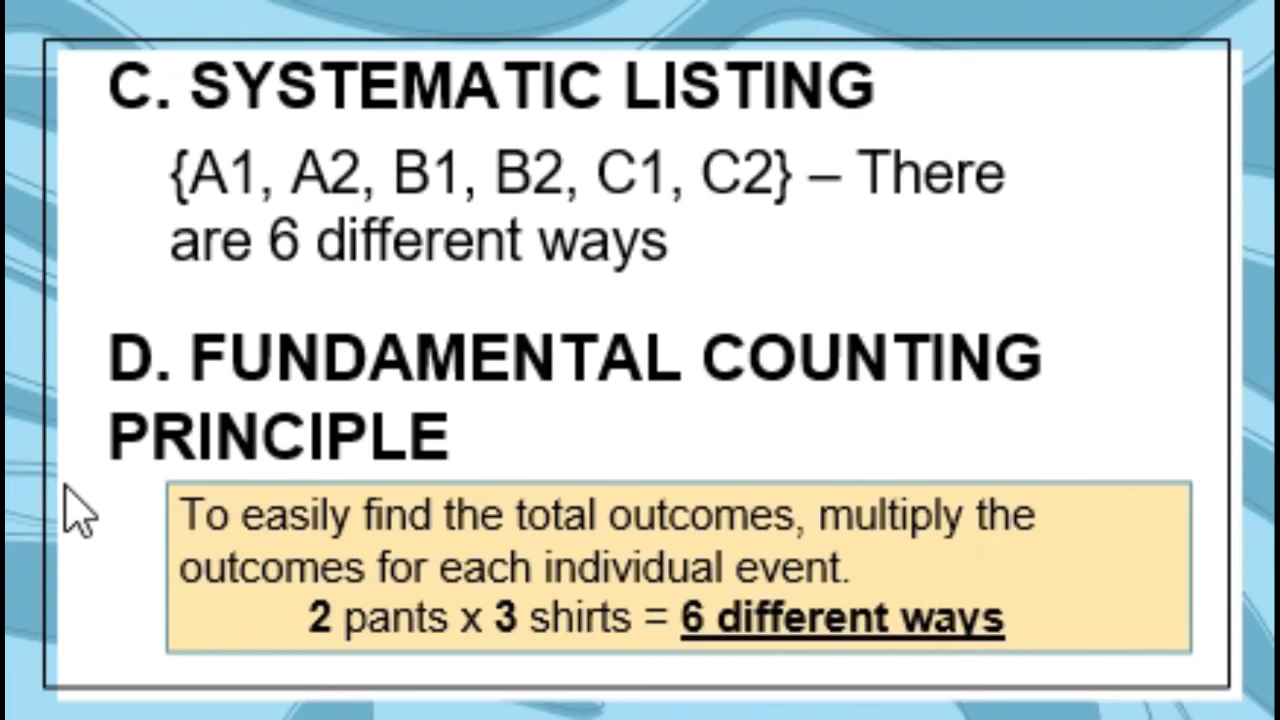 C. SYSTEMATIC LISTING
{A1, A2, B1, B2, C1, C2} – There
are 6 different ways
D. FUNDAMENTAL COUNTING
PRINCIPLE
To easily find the total outcomes, multiply the
outcomes for each individual event.
2 pants x 3 shirts = 6 different ways